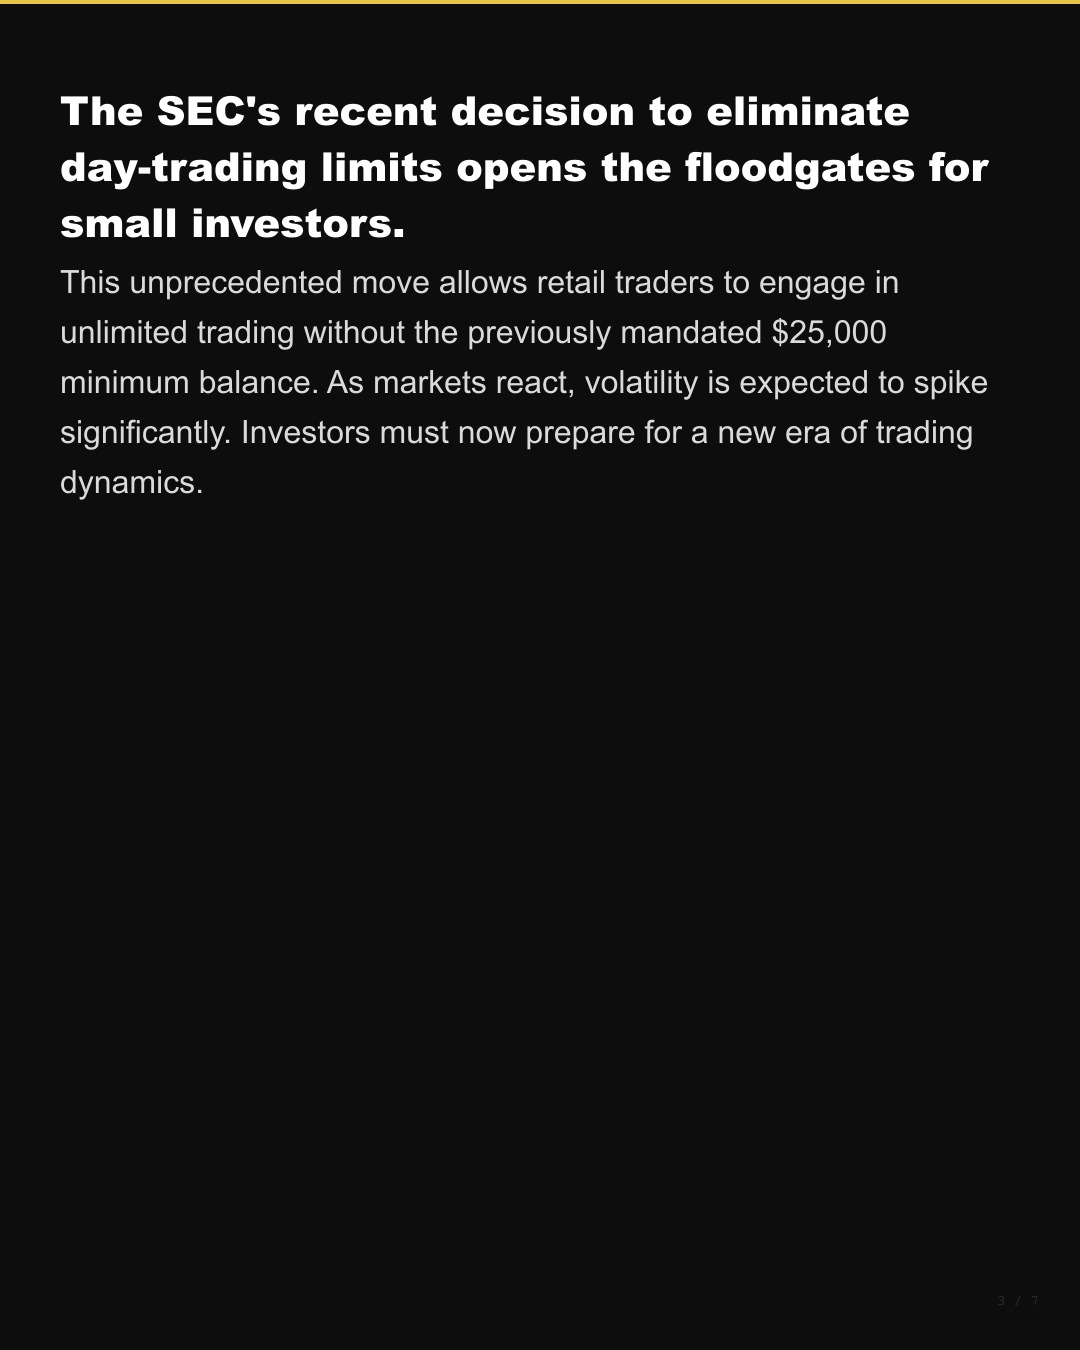 The SEC's recent decision to eliminate
day-trading limits opens the floodgates for
small investors.
This unprecedented move allows retail traders to engage in
unlimited trading without the previously mandated $25,000
minimum balance. As markets react, volatility is expected to spike
significantly. Investors must now prepare for a new era of trading
dynamics.
3 / 7